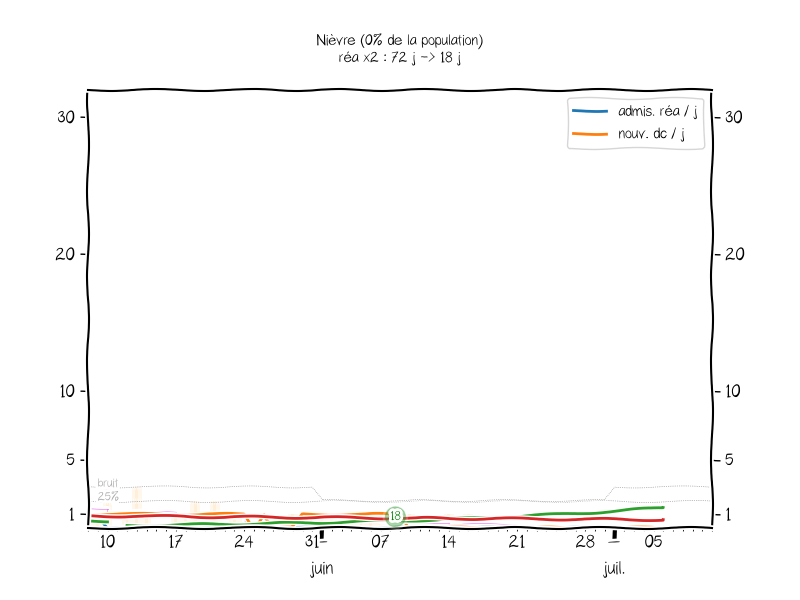 Nièvre (0% de la population)
réa x2 : 72 j -> 18 j
admis. réa / j
nouv. dc / j
30
20
10
5
1
30
20
10
5
1
bruit
25%
18
10 17 24 31 07 14 21 28 05
juin juil.